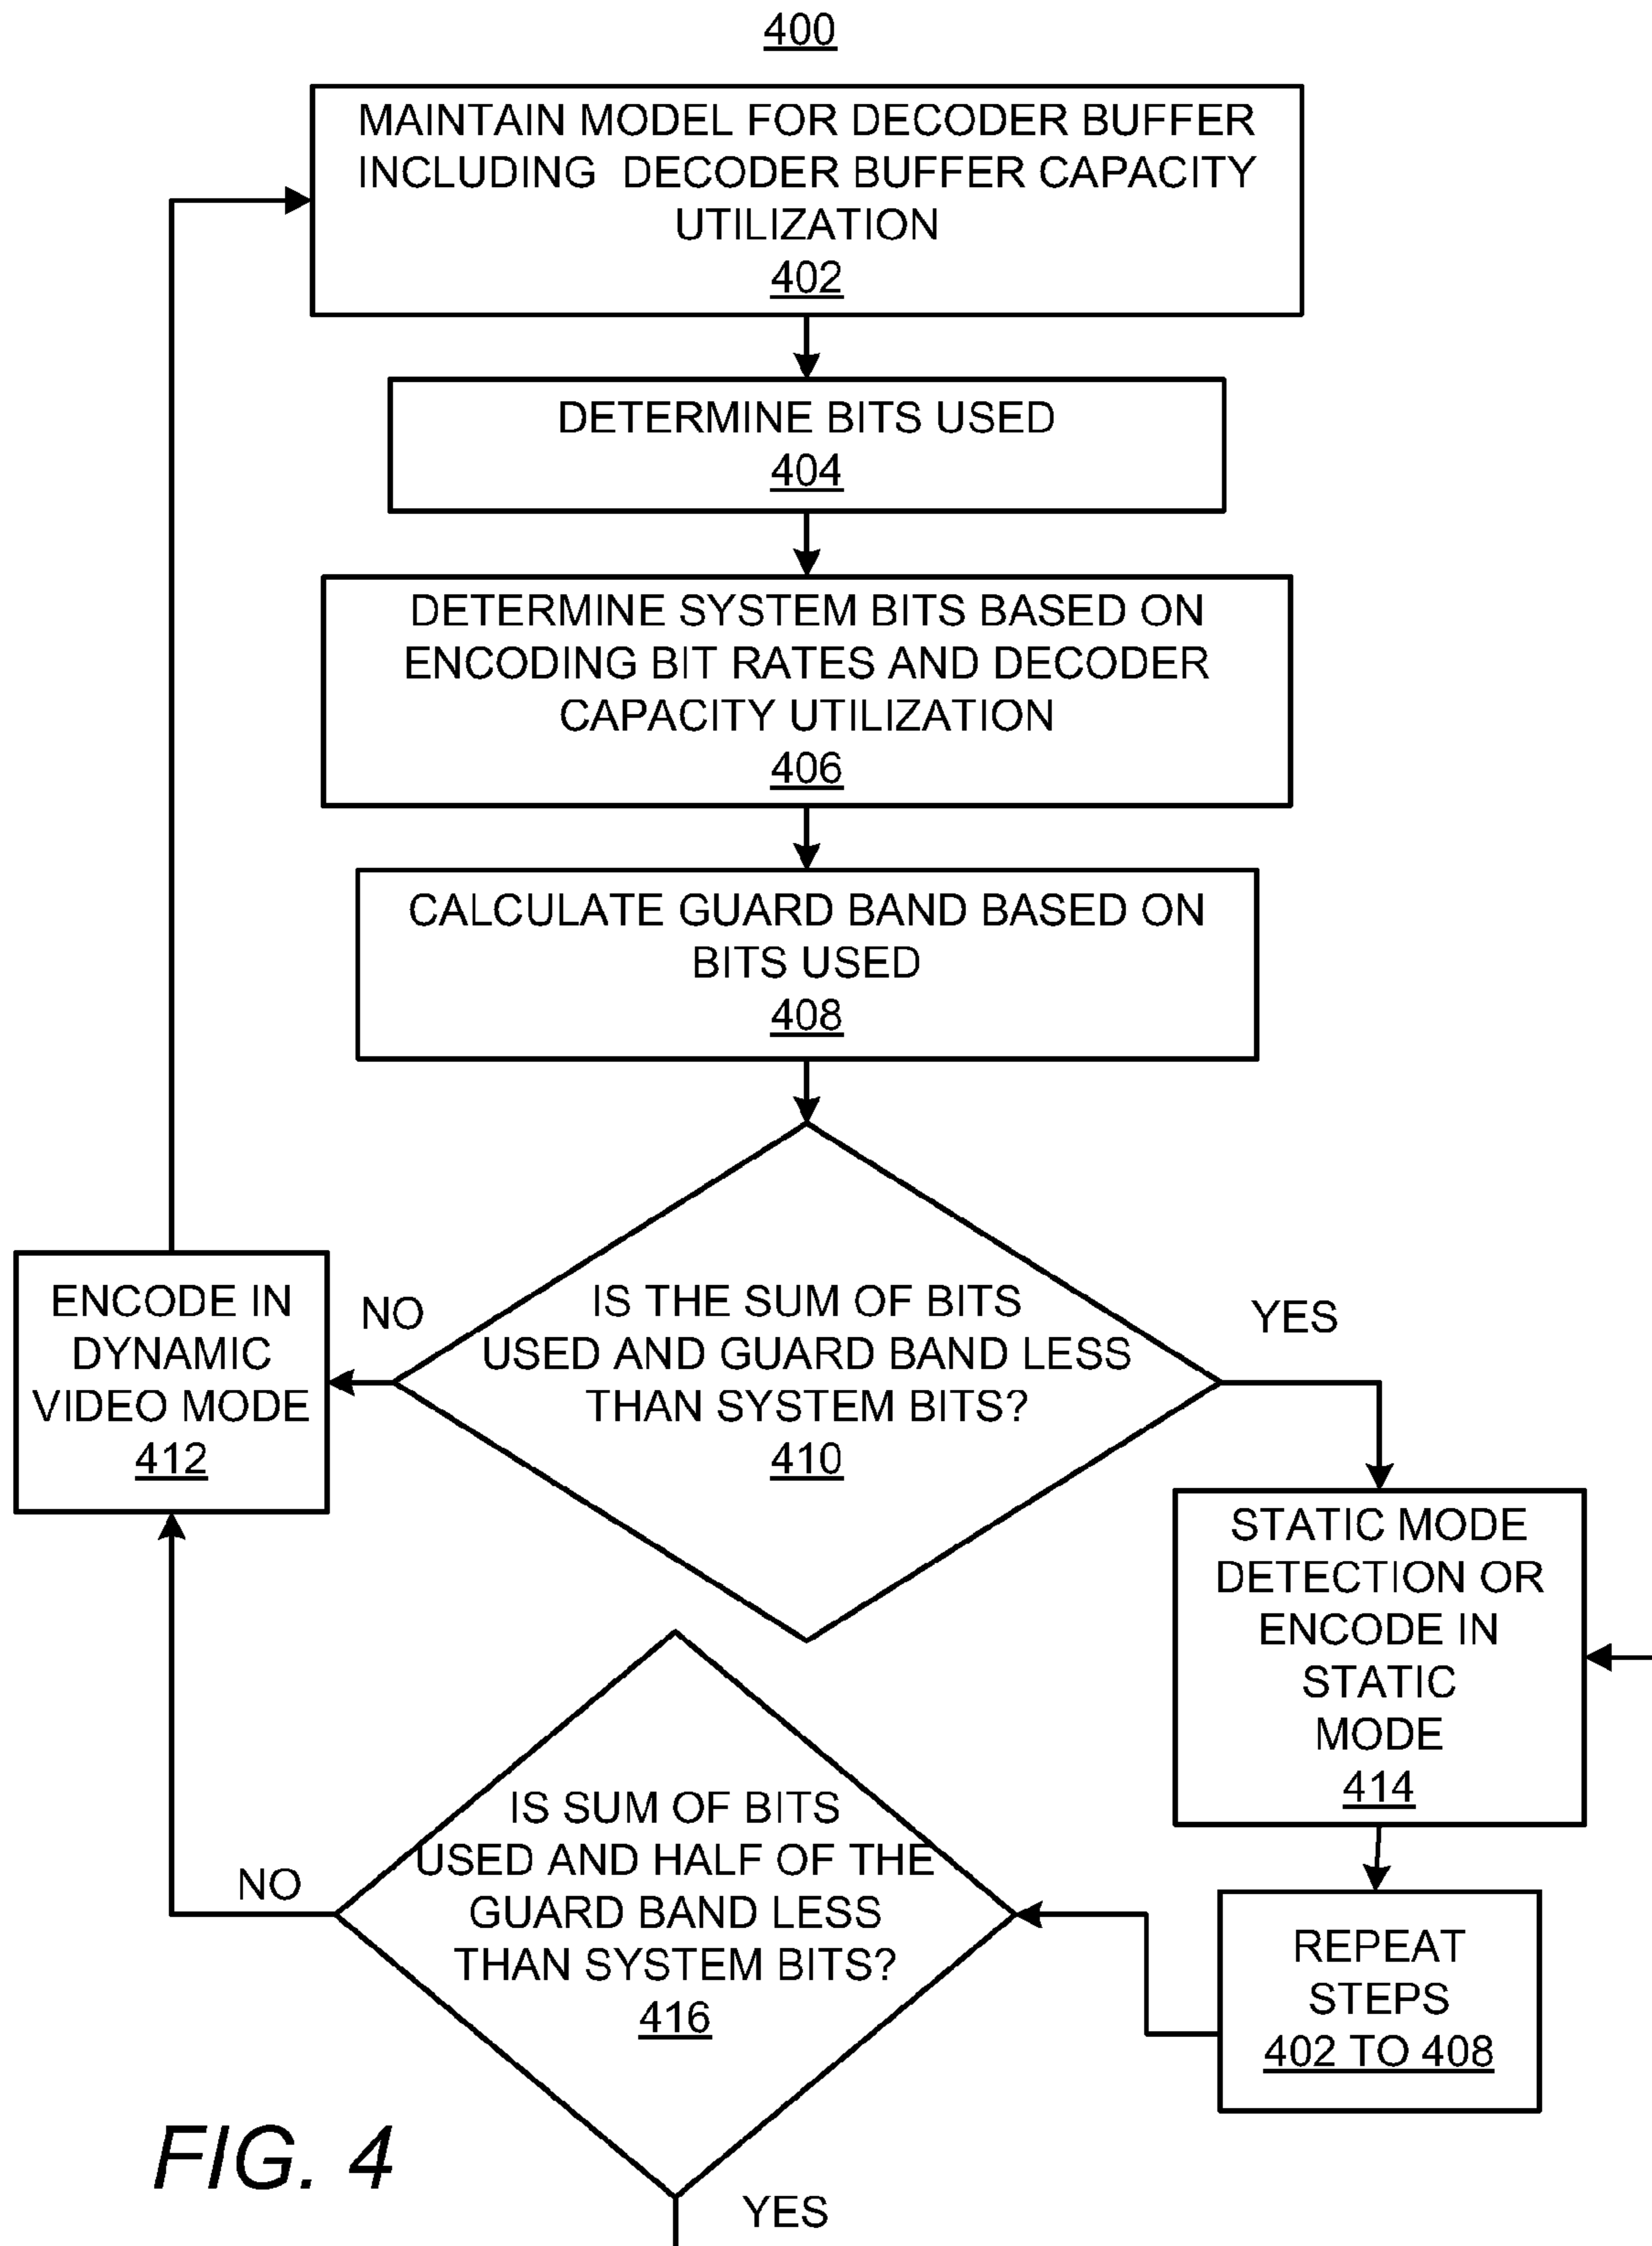 400
MAINTAIN MODEL FOR DECODER BUFFER
INCLUDING DECODER BUFFER CAPACITY
UTILIZATION
402
DETERMINE BITS USED
404
DETERMINE SYSTEM BITS BASED ON
ENCODING BIT RATES AND DECODER
CAPACITY UTILIZATION
406
CALCULATE GUARD BAND BASED ON
BITS USED
408
IS THE SUM OF BITS
USED AND GUARD BAND LESS
THAN SYSTEM BITS?
410
NO
YES
ENCODE IN
DYNAMIC
VIDEO MODE
412
STATIC MODE
DETECTION OR
ENCODE IN
STATIC
MODE
414
REPEAT
STEPS
402 TO 408
IS SUM OF BITS
USED AND HALF OF THE
GUARD BAND LESS
THAN SYSTEM BITS?
416
NO
YES
FIG. 4